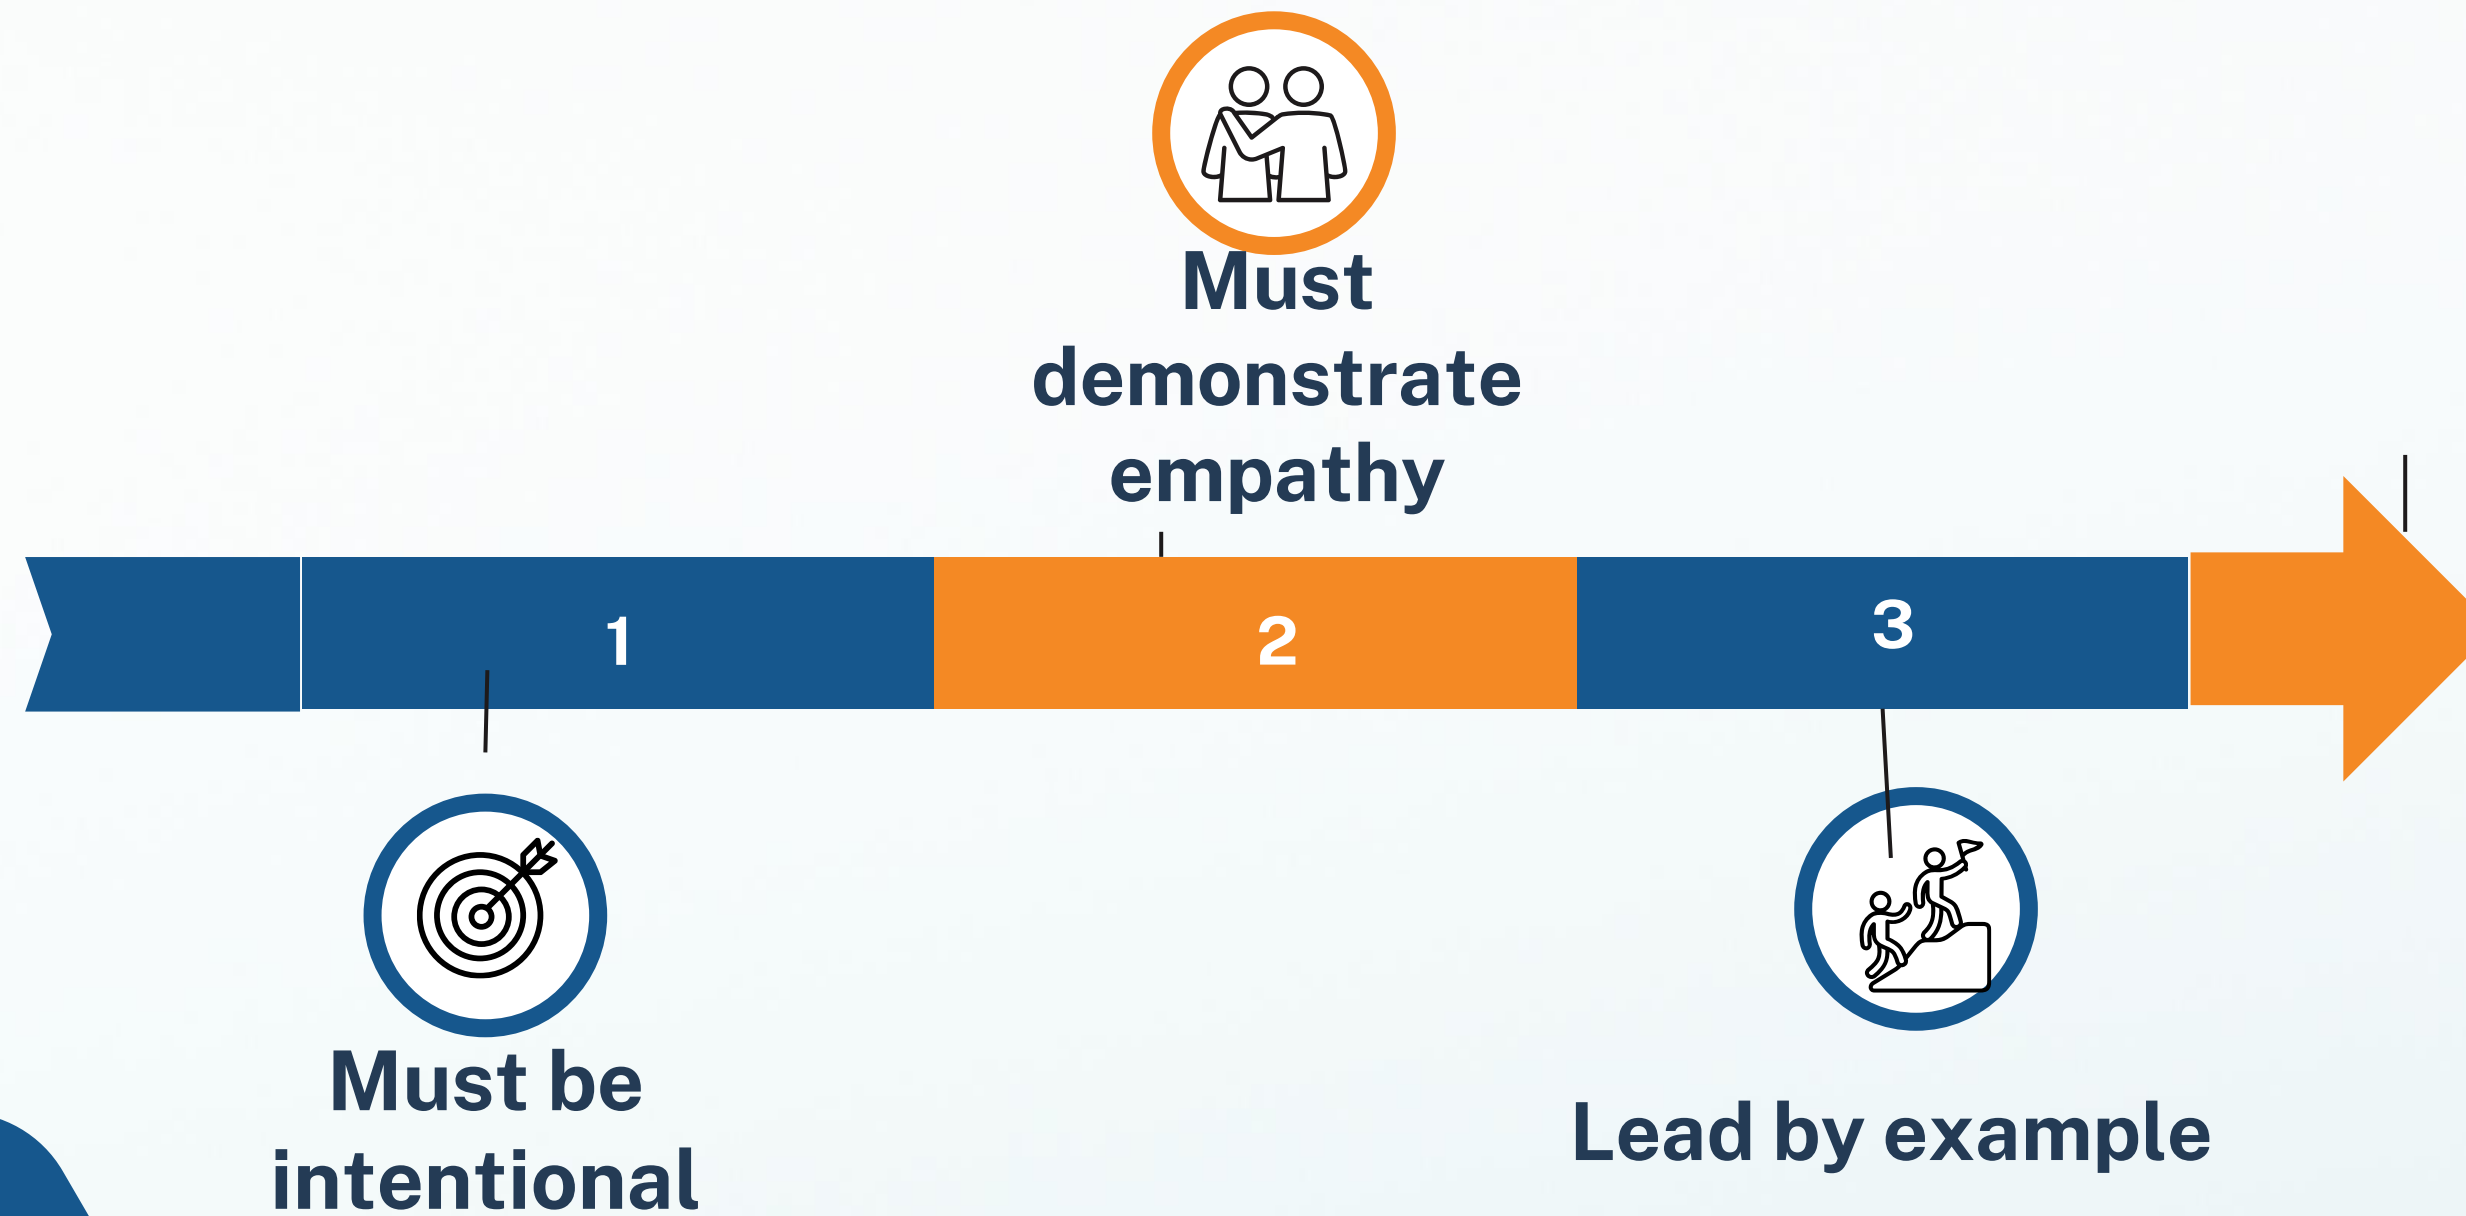 Must
demonstrate
empathy
1
2
3
Must be
intentional
Lead by example